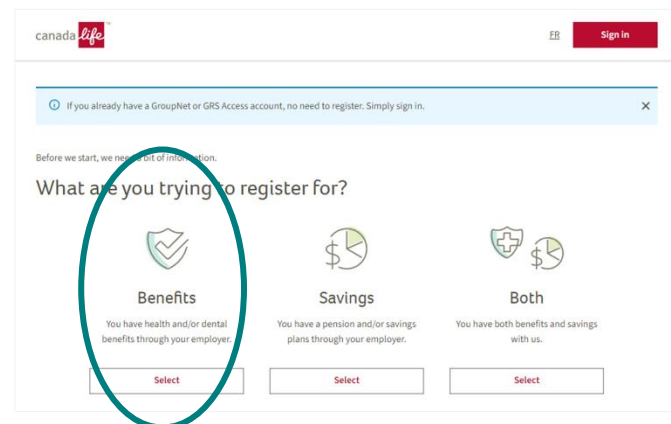 canada life™
FR
Sign in
If you already have a GroupNet or GRS Access account, no need to register. Simply sign in.
Before we start, we need a bit of information.
What are you trying to register for?
Benefits
You have health and/or dental
benefits through your employer.
Select
Savings
You have a pension and/or savings
plans through your employer.
Select
Both
You have both benefits and savings
with us.
Select